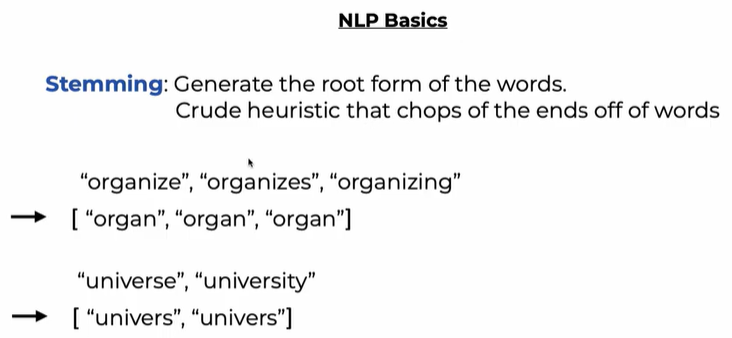 NLP Basics
Stemming: Generate the root form of the words.
Crude heuristic that chops of the ends off of words
“organize”, “organizes”, “organizing”
[ “organ”, “organ”, “organ”]
“universe”, “university”
[ “univers”, “univers”]